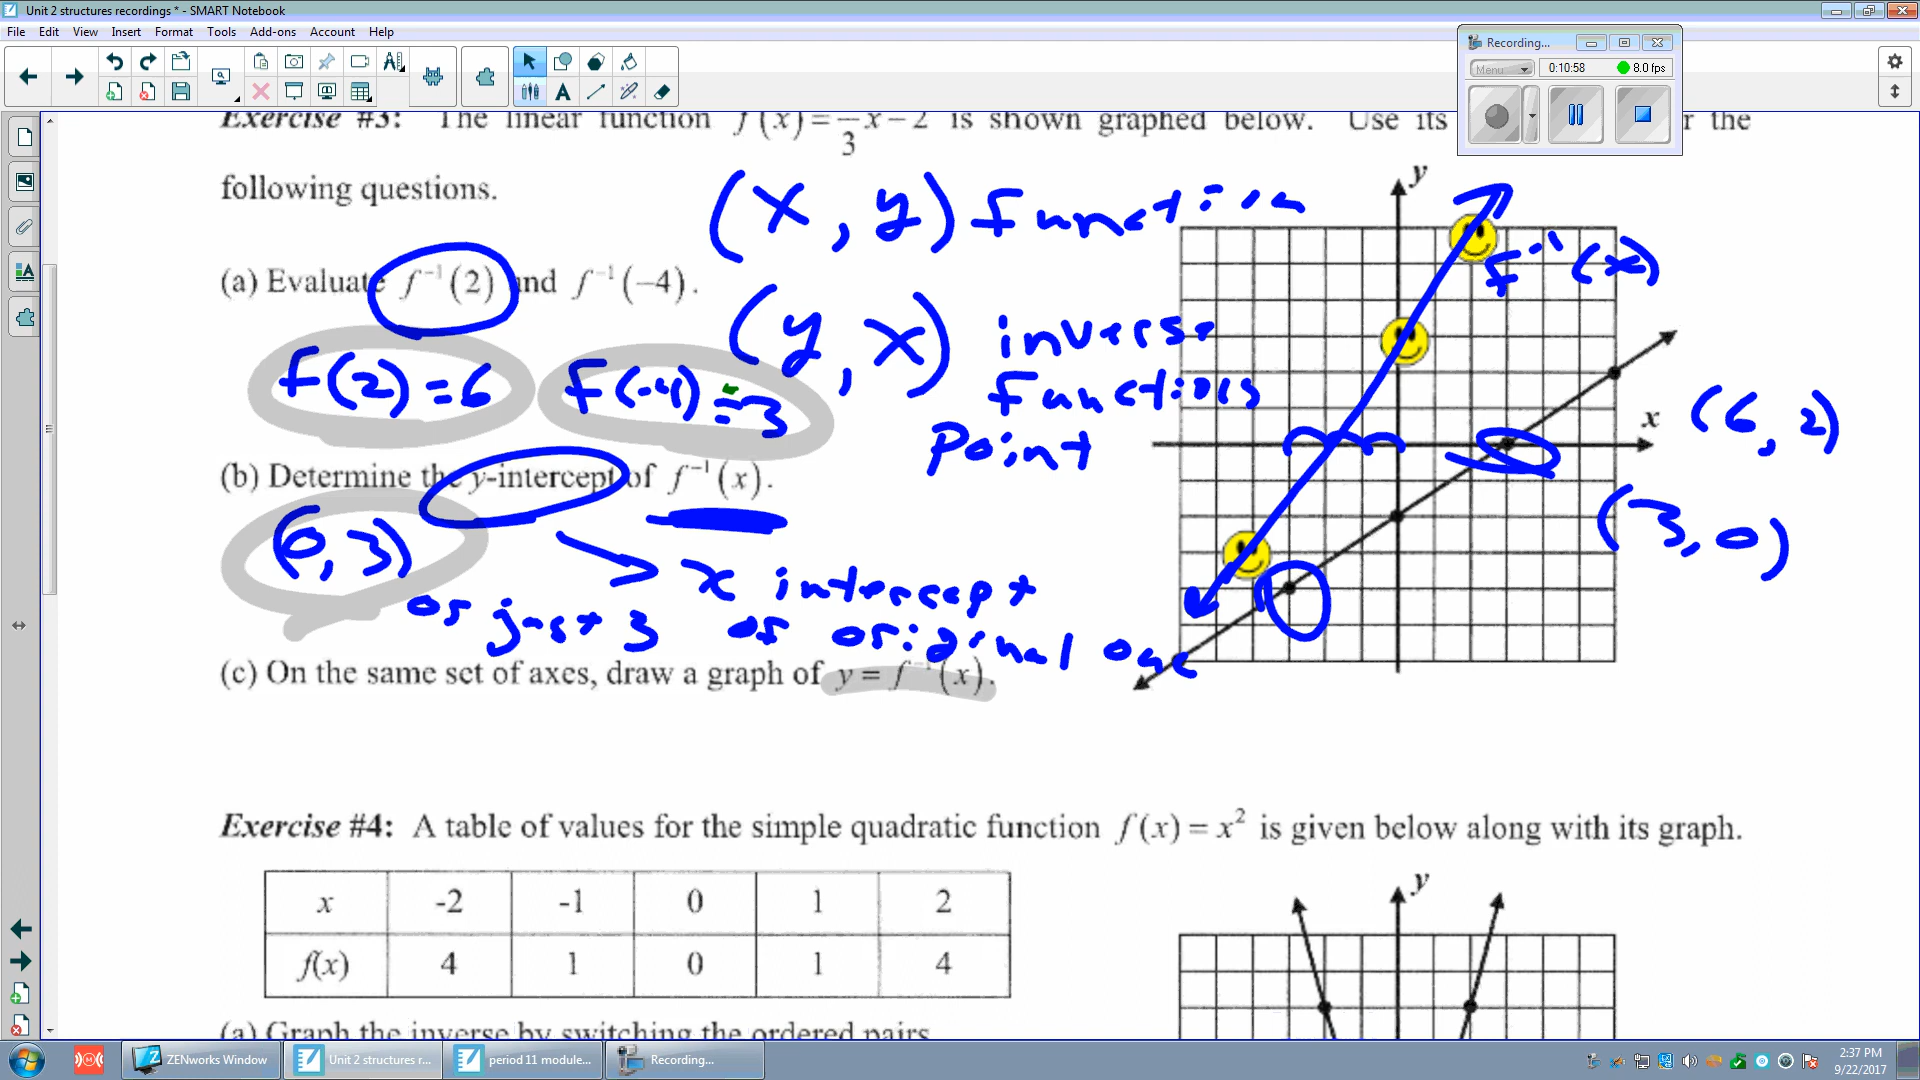 Unit 2 structures recordings * - SMART Notebook
File Edit View Insert Format Tools Add-ons Account Help
Recording...
Menu 0:10:58 8.0 fps
Exercise #3: The linear function f(x)=‾/3 x-2 is shown graphed below. Use its r the
following questions.
(x, y) function
(a) Evaluate f⁻¹(2) and f⁻¹(-4).
(y, x) inverse
functions
point
f(2)=6 f(-4)=-3
(b) Determine the y-intercept of f⁻¹(x).
(0, 3)
x intercept
or just 3 of original one
(c) On the same set of axes, draw a graph of y = f⁻¹(x).
y
f⁻¹(x)
x
(6, 2)
(3, 0)
Exercise #4: A table of values for the simple quadratic function f(x)=x² is given below along with its graph.
x -2 -1 0 1 2
f(x) 4 1 0 1 4
y
(a) Graph the inverse by switching the ordered pairs
ZENworks Window Unit 2 structures r... period 11 module... Recording...
2:37 PM
9/22/2017